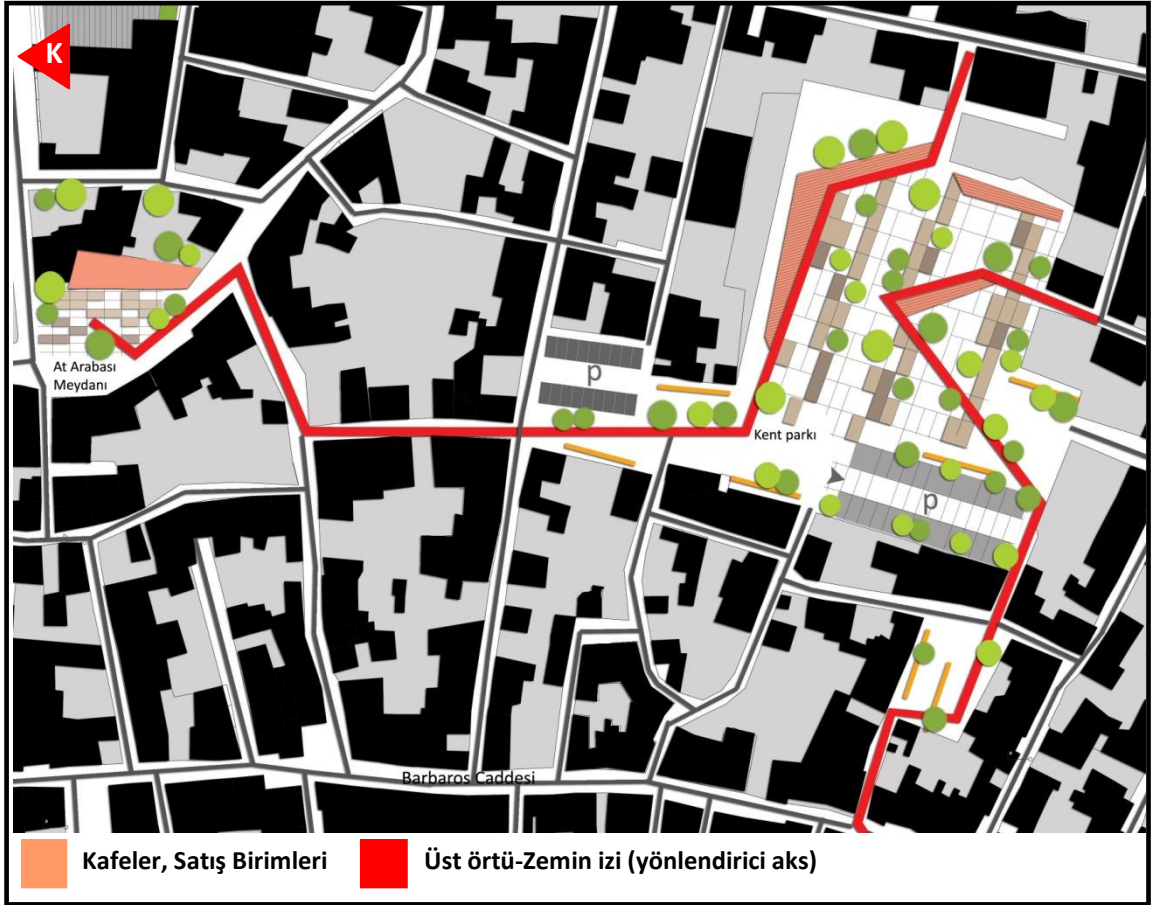 K
At Arabası
Meydanı
p
Kent parkı
p
Barbaros Caddesi
Kafeler, Satış Birimleri
Üst örtü-Zemin izi (yönlendirici aks)